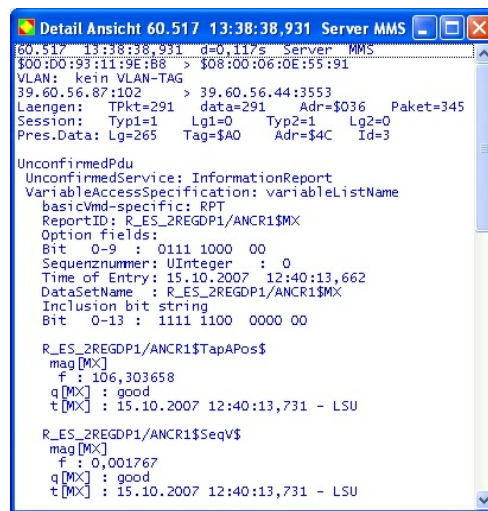 Detail Ansicht 60.517 13:38:38,931 Server MMS
60.517 13:38:38,931 d=0,117s Server MMS
$00:D0:93:11:9E:B8 > $08:00:06:0E:55:91
VLAN: kein VLAN-TAG
39.60.56.87:102 > 39.60.56.44:3553
Laengen: TPkt=291 data=291 Adr=$036 Paket=345
Session: Typ1=1 Lg1=0 Typ2=1 Lg2=0
Pres.Data: Lg=265 Tag=$A0 Adr=$4C Id=3
UnconfirmedPdu
UnconfirmedService: InformationReport
VariableAccessSpecification: variableListName
basicVmd-specific: RPT
ReportID: R_ES_2REGDP1/ANCR1$MX
Option fields:
Bit 0-9 : 0111 1000 00
Sequenznummer: UInteger : 0
Time of Entry: 15.10.2007 12:40:13,662
DataSetName : R_ES_2REGDP1/ANCR1$MX
Inclusion bit string
Bit 0-13 : 1111 1100 0000 00
R_ES_2REGDP1/ANCR1$TapAPos$
mag[MX]
f : 106,303658
q[MX] : good
t[MX] : 15.10.2007 12:40:13,731 - LSU
R_ES_2REGDP1/ANCR1$SeqV$
mag[MX]
f : 0,001767
q[MX] : good
t[MX] : 15.10.2007 12:40:13,731 - LSU